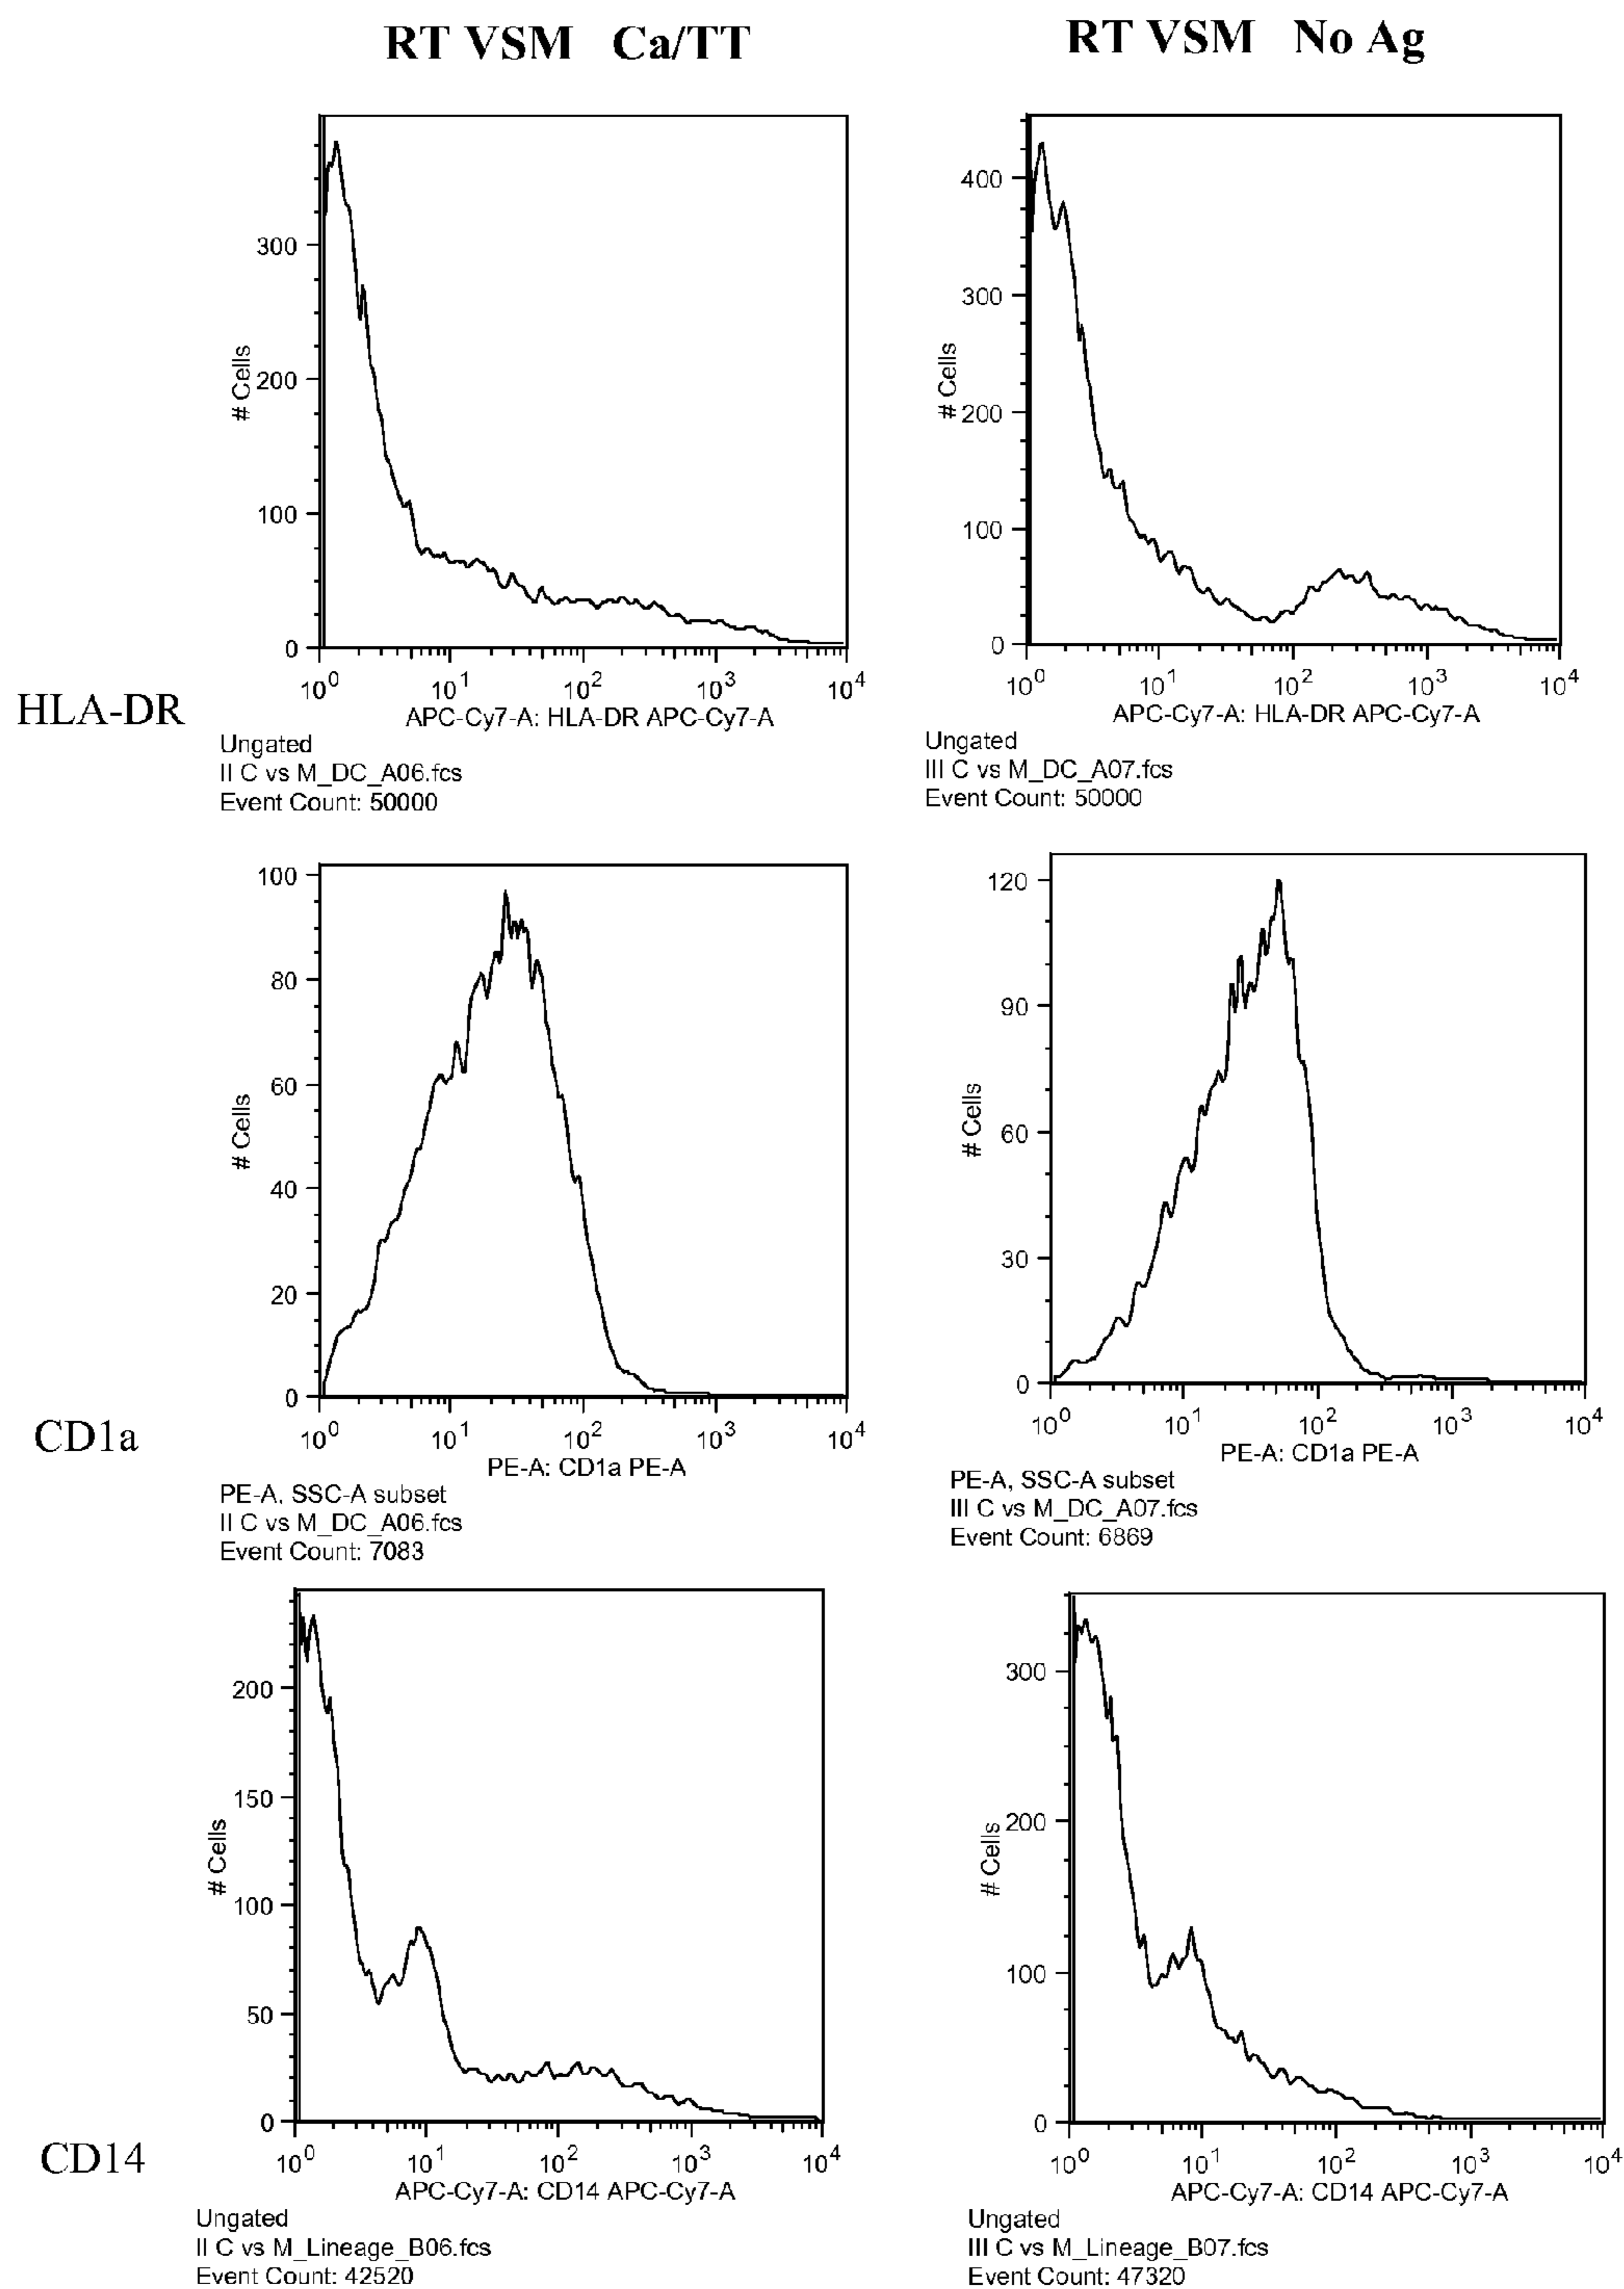 RT VSM Ca/TT
RT VSM No Ag
300
200
100
0
# Cells
10^0 10^1 10^2 10^3 10^4
APC-Cy7-A: HLA-DR APC-Cy7-A
Ungated
II C vs M_DC_A06.fcs
Event Count: 50000
400
300
200
100
0
# Cells
10^0 10^1 10^2 10^3 10^4
APC-Cy7-A: HLA-DR APC-Cy7-A
Ungated
III C vs M_DC_A07.fcs
Event Count: 50000
HLA-DR
100
80
60
40
20
0
# Cells
10^0 10^1 10^2 10^3 10^4
PE-A: CD1a PE-A
PE-A, SSC-A subset
II C vs M_DC_A06.fcs
Event Count: 7083
120
90
60
30
0
# Cells
10^0 10^1 10^2 10^3 10^4
PE-A: CD1a PE-A
PE-A, SSC-A subset
III C vs M_DC_A07.fcs
Event Count: 6869
CD1a
200
150
100
50
0
# Cells
10^0 10^1 10^2 10^3 10^4
APC-Cy7-A: CD14 APC-Cy7-A
Ungated
II C vs M_Lineage_B06.fcs
Event Count: 42520
300
200
100
0
# Cells
10^0 10^1 10^2 10^3 10^4
APC-Cy7-A: CD14 APC-Cy7-A
Ungated
III C vs M_Lineage_B07.fcs
Event Count: 47320
CD14